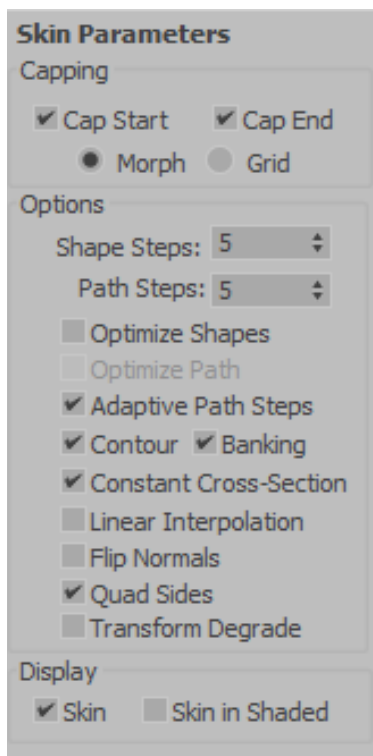 Skin Parameters
Capping
Cap Start Cap End
Morph Grid
Options
Shape Steps: 5
Path Steps: 5
Optimize Shapes
Optimize Path
Adaptive Path Steps
Contour Banking
Constant Cross-Section
Linear Interpolation
Flip Normals
Quad Sides
Transform Degrade
Display
Skin Skin in Shaded